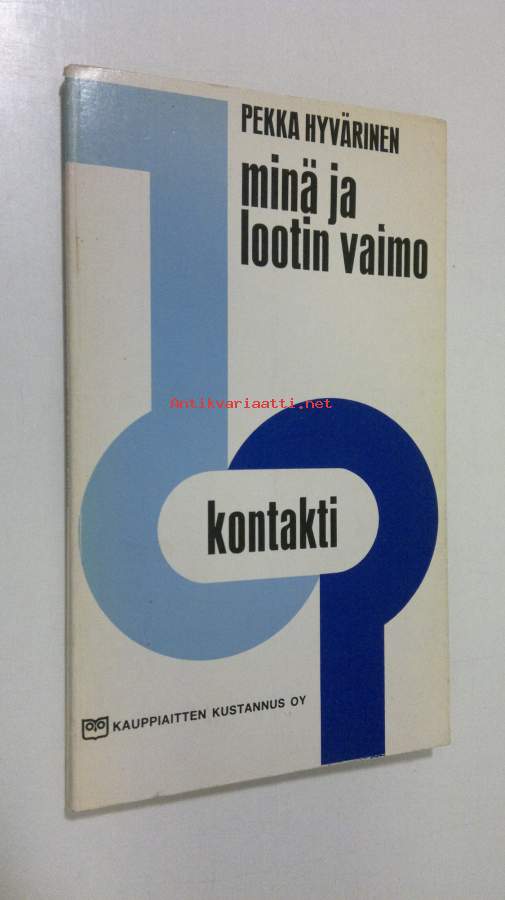 PEKKA HYVÄRINEN
minä ja
lootin vaimo
Antikvariaatti.net
kontakti
KAUPPIAITTEN KUSTANNUS OY